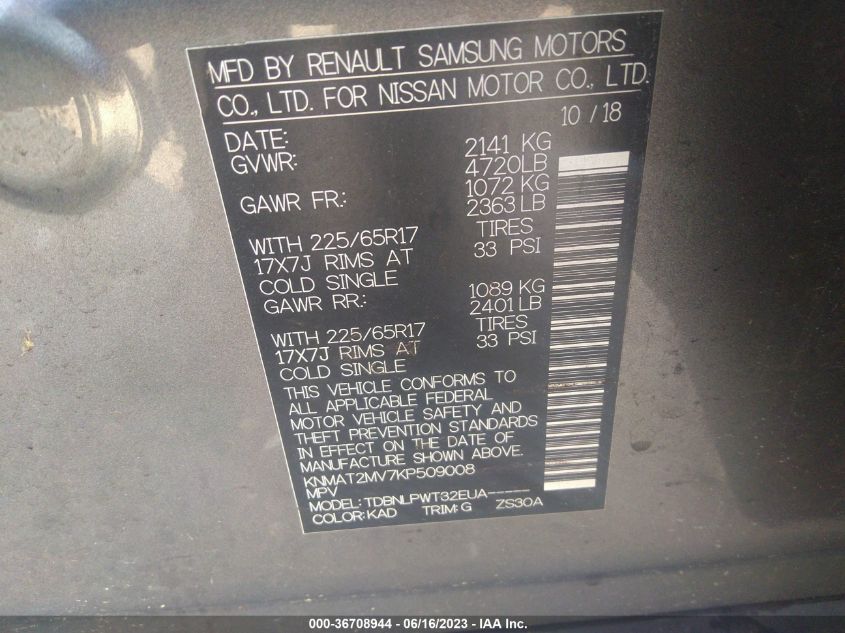 MFD BY RENAULT SAMSUNG MOTORS
CO., LTD. FOR NISSAN MOTOR CO., LTD.
10 / 18
DATE:
GVWR: 2141 KG
4720LB
GAWR FR.: 1072 KG
2363 LB
WITH 225/65R17 TIRES
17X7J RIMS AT 33 PSI
COLD SINGLE
GAWR RR.: 1089 KG
2401 LB
WITH 225/65R17 TIRES
17X7J RIMS AT 33 PSI
COLD SINGLE
THIS VEHICLE CONFORMS TO
ALL APPLICABLE FEDERAL
MOTOR VEHICLE SAFETY AND
THEFT PREVENTION STANDARDS
IN EFFECT ON THE DATE OF
MANUFACTURE SHOWN ABOVE.
KNMAT2MV7KP509008
MPV
MODEL: TDBNLPWT32EUA-----
COLOR: KAD TRIM: G ZS30A
000-36708944 - 06/16/2023 - IAA Inc.